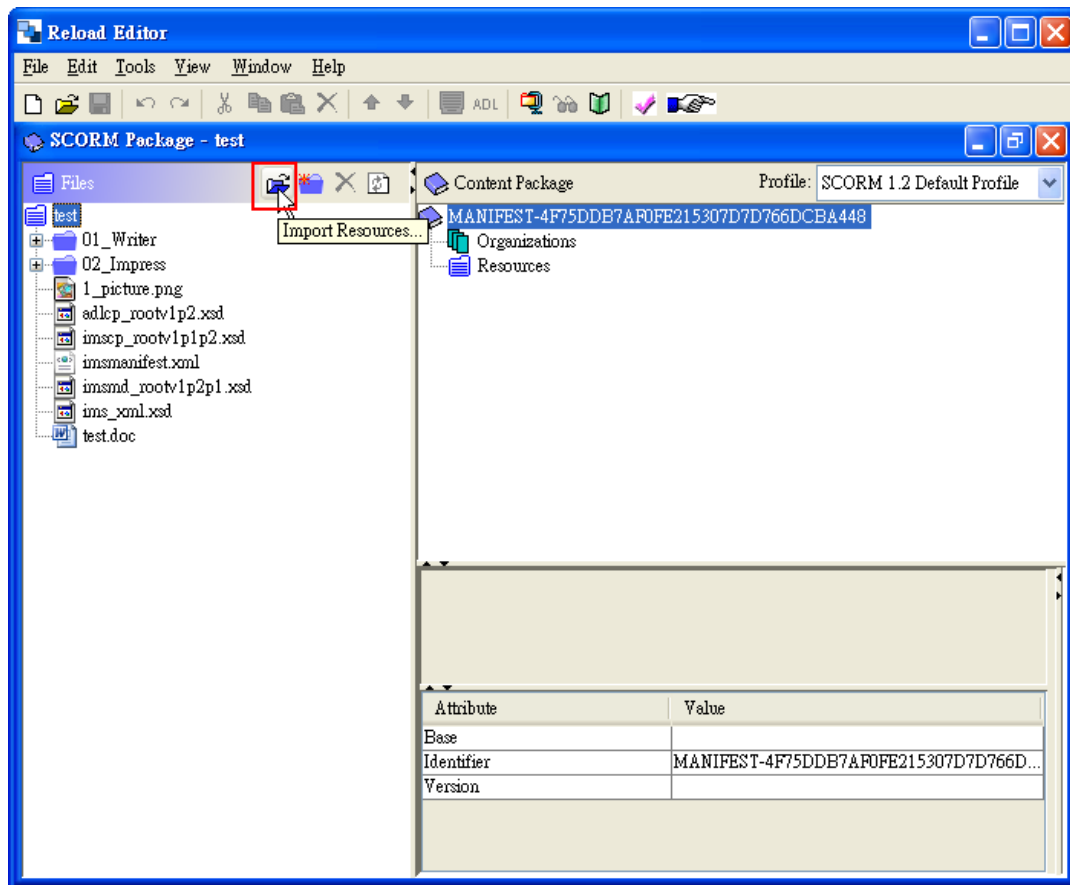 Reload Editor
File Edit Tools View Window Help
ADL
SCORM Package - test
Files
Content Package
Profile: SCORM 1.2 Default Profile
test
01_Writer
02_Impress
1_picture.png
adlcp_rootv1p2.xsd
imscp_rootv1p1p2.xsd
imsmanifest.xml
imsmd_rootv1p2p1.xsd
ims_xml.xsd
test.doc
Import Resources...
MANIFEST-4F75DDB7AF0FE215307D7D766DCBA448
Organizations
Resources
Attribute Value
Base
Identifier MANIFEST-4F75DDB7AF0FE215307D7D766D...
Version